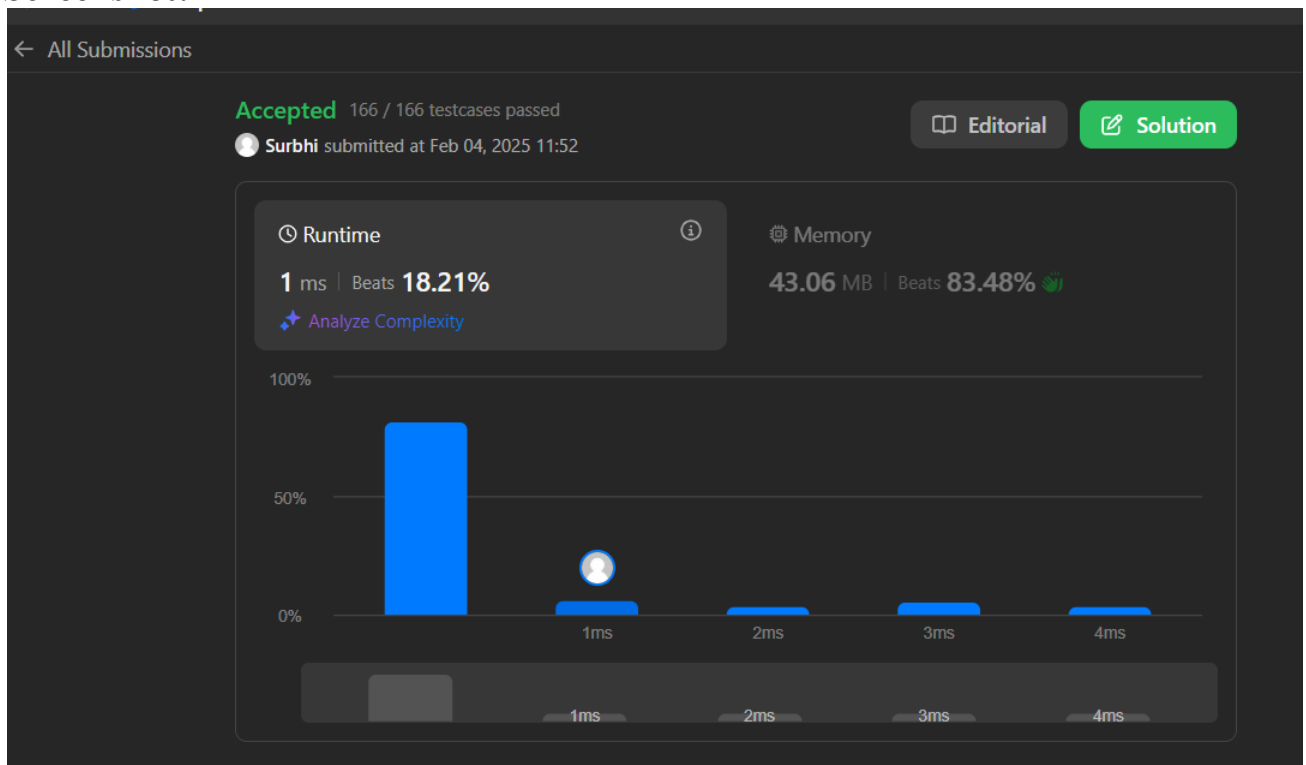 ← All Submissions
Accepted 166 / 166 testcases passed
Surbhi submitted at Feb 04, 2025 11:52
Editorial
Solution
Runtime
1 ms | Beats 18.21%
Analyze Complexity
Memory
43.06 MB | Beats 83.48%
100%
50%
0%
1ms 2ms 3ms 4ms
1ms 2ms 3ms 4ms